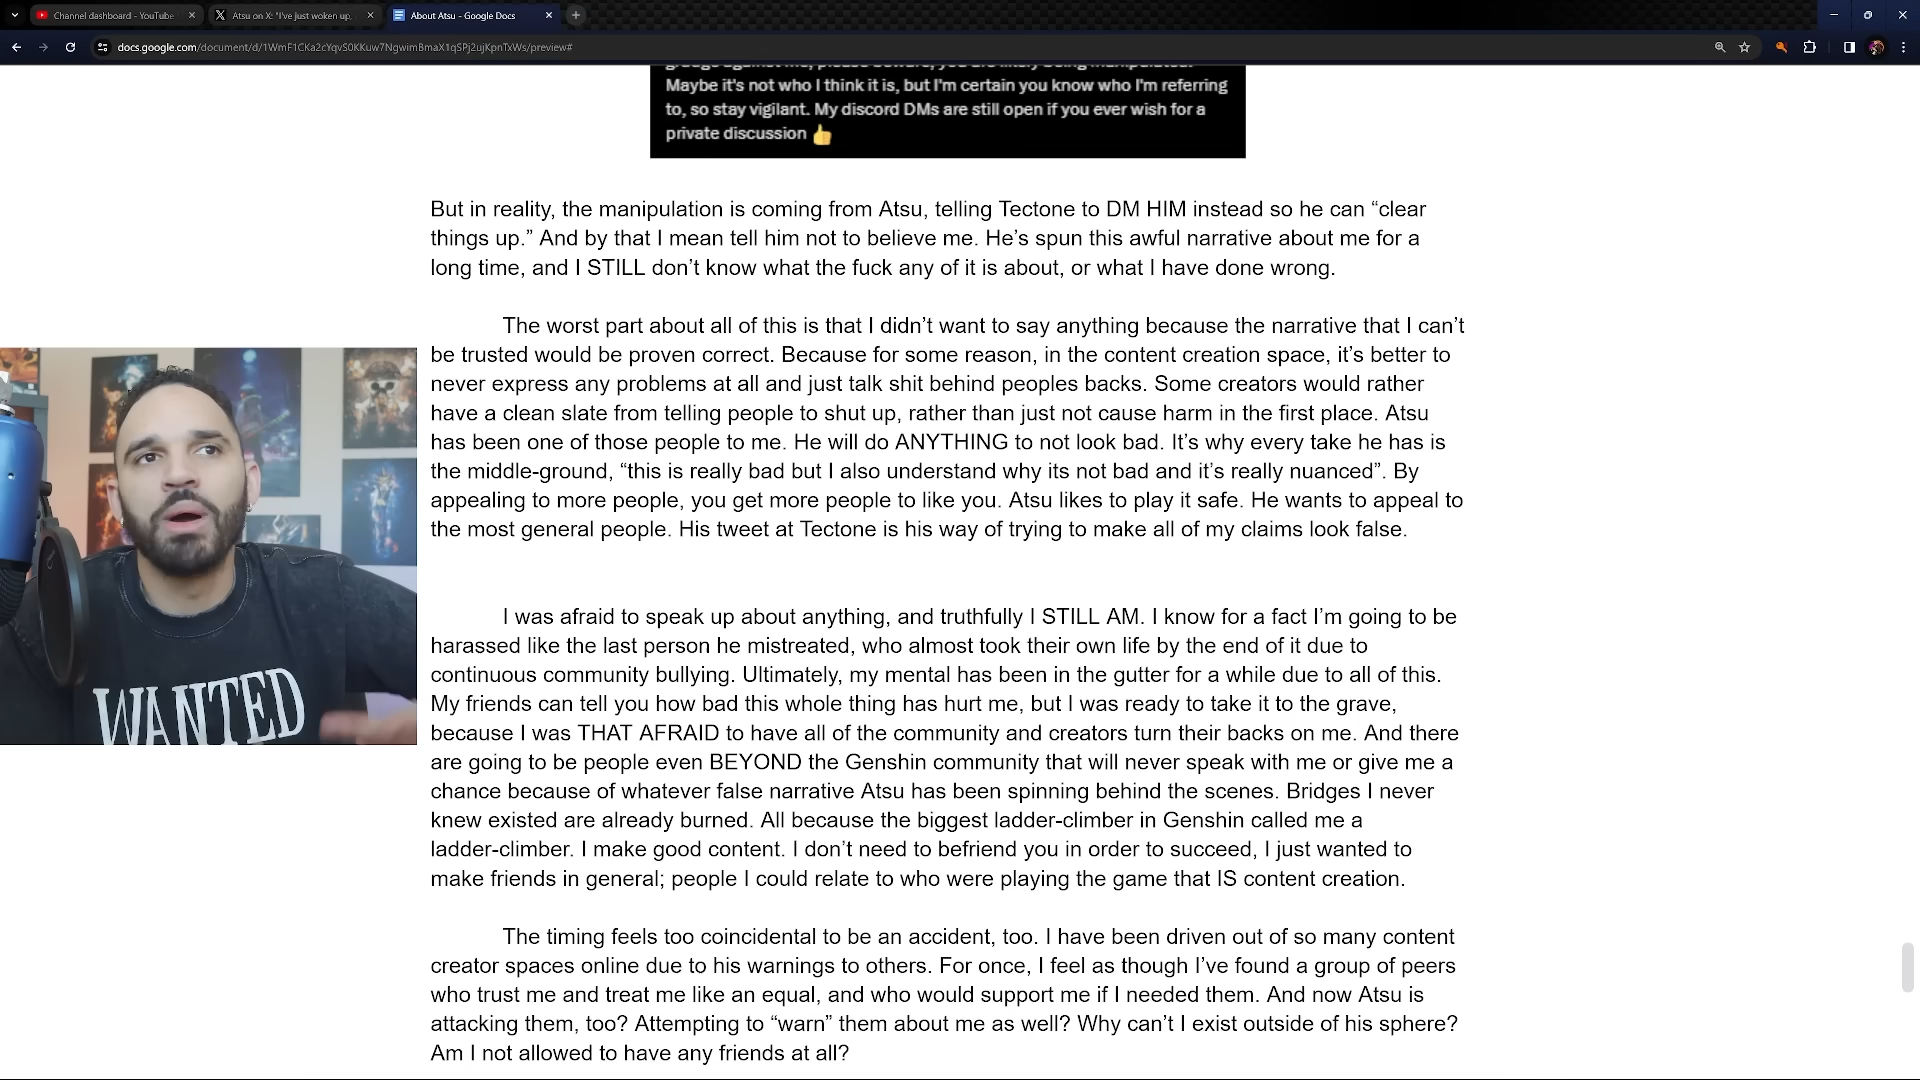 Channel dashboard - YouTube
Atsu on X: "I've just woken up,
About Atsu - Google Docs
docs.google.com/document/d/1WmF1CKa2cYqvS0KKuw7NgwimBmaX1qSPj2ujKpnTxWs/preview#
grudge against me, please beware, you are likely being manipulated.
Maybe it's not who I think it is, but I'm certain you know who I'm referring
to, so stay vigilant. My discord DMs are still open if you ever wish for a
private discussion 👍
But in reality, the manipulation is coming from Atsu, telling Tectone to DM HIM instead so he can “clear
things up.” And by that I mean tell him not to believe me. He’s spun this awful narrative about me for a
long time, and I STILL don’t know what the fuck any of it is about, or what I have done wrong.
The worst part about all of this is that I didn’t want to say anything because the narrative that I can’t
be trusted would be proven correct. Because for some reason, in the content creation space, it’s better to
never express any problems at all and just talk shit behind peoples backs. Some creators would rather
have a clean slate from telling people to shut up, rather than just not cause harm in the first place. Atsu
has been one of those people to me. He will do ANYTHING to not look bad. It’s why every take he has is
the middle-ground, “this is really bad but I also understand why its not bad and it’s really nuanced”. By
appealing to more people, you get more people to like you. Atsu likes to play it safe. He wants to appeal to
the most general people. His tweet at Tectone is his way of trying to make all of my claims look false.
I was afraid to speak up about anything, and truthfully I STILL AM. I know for a fact I’m going to be
harassed like the last person he mistreated, who almost took their own life by the end of it due to
continuous community bullying. Ultimately, my mental has been in the gutter for a while due to all of this.
My friends can tell you how bad this whole thing has hurt me, but I was ready to take it to the grave,
because I was THAT AFRAID to have all of the community and creators turn their backs on me. And there
are going to be people even BEYOND the Genshin community that will never speak with me or give me a
chance because of whatever false narrative Atsu has been spinning behind the scenes. Bridges I never
knew existed are already burned. All because the biggest ladder-climber in Genshin called me a
ladder-climber. I make good content. I don’t need to befriend you in order to succeed, I just wanted to
make friends in general; people I could relate to who were playing the game that IS content creation.
The timing feels too coincidental to be an accident, too. I have been driven out of so many content
creator spaces online due to his warnings to others. For once, I feel as though I’ve found a group of peers
who trust me and treat me like an equal, and who would support me if I needed them. And now Atsu is
attacking them, too? Attempting to “warn” them about me as well? Why can’t I exist outside of his sphere?
Am I not allowed to have any friends at all?
WANTED